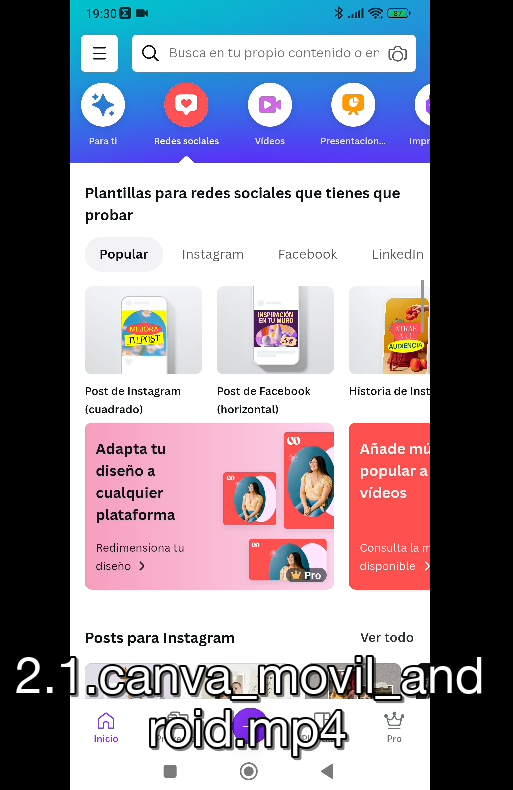 19:30
87
Busca en tu propio contenido o en
Para ti
Redes sociales
Vídeos
Presentacion...
Impr
Plantillas para redes sociales que tienes que
probar
Popular
Instagram
Facebook
LinkedIn
MEJORA
TU POST
INSPIRACIÓN
EN TU MURO
ATRAE
A TU
AUDIENCIA
Post de Instagram
(cuadrado)
Post de Facebook
(horizontal)
Historia de Inst
Adapta tu
diseño a
cualquier
plataforma
Redimensiona tu
diseño >
Pro
Añade mú
popular a
vídeos
Consulta la m
disponible >
Posts para Instagram
Ver todo
2.1.canva_movil_and
roid.mp4
Inicio
Pro